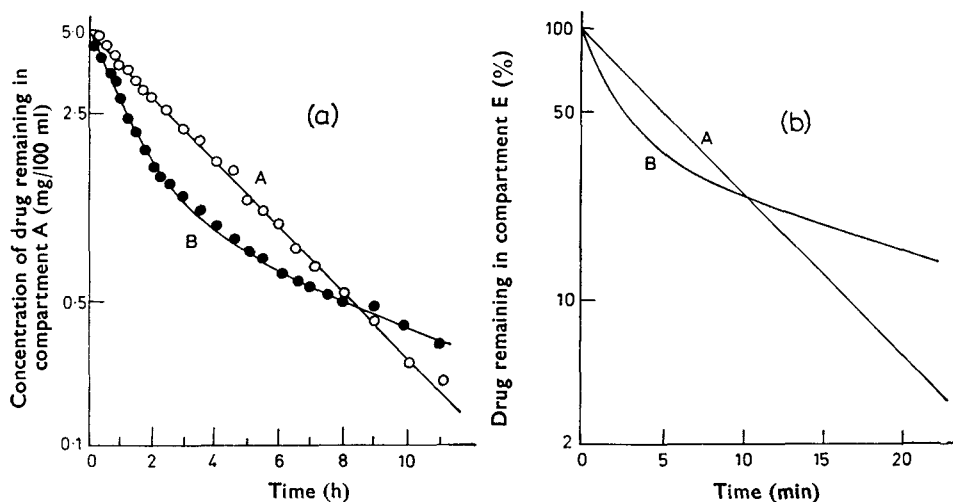 Concentration of drug remaining in
compartment A (mg/100 ml)
5·0
2·5
0·5
0·1
(a)
A
B
0
2
4
6
8
10
Time (h)
Drug remaining in compartment E (%)
100
50
10
2
(b)
A
B
0
5
10
15
20
Time (min)